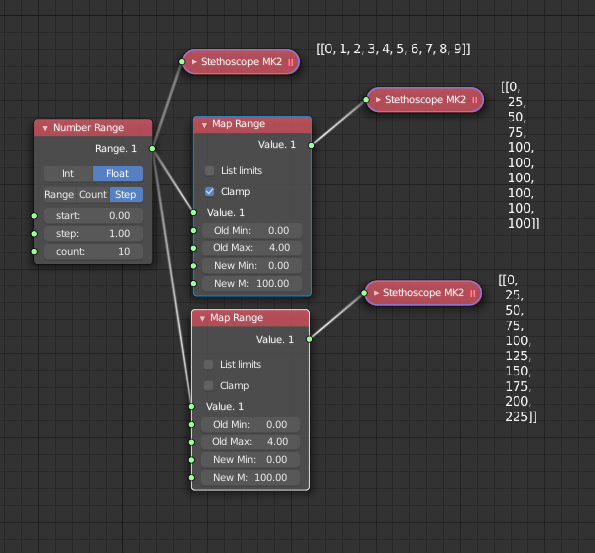 Stethoscope MK2
[[0, 1, 2, 3, 4, 5, 6, 7, 8, 9]]
Number Range
Range. 1
Int Float
Range Count Step
start: 0.00
step: 1.00
count: 10
Map Range
Value. 1
List limits
Clamp
Value. 1
Old Min: 0.00
Old Max: 4.00
New Min: 0.00
New M: 100.00
Stethoscope MK2
[[0,
25,
50,
75,
100,
100,
100,
100,
100,
100]]
Map Range
Value. 1
List limits
Clamp
Value. 1
Old Min: 0.00
Old Max: 4.00
New Min: 0.00
New M: 100.00
Stethoscope MK2
[[0,
25,
50,
75,
100,
125,
150,
175,
200,
225]]